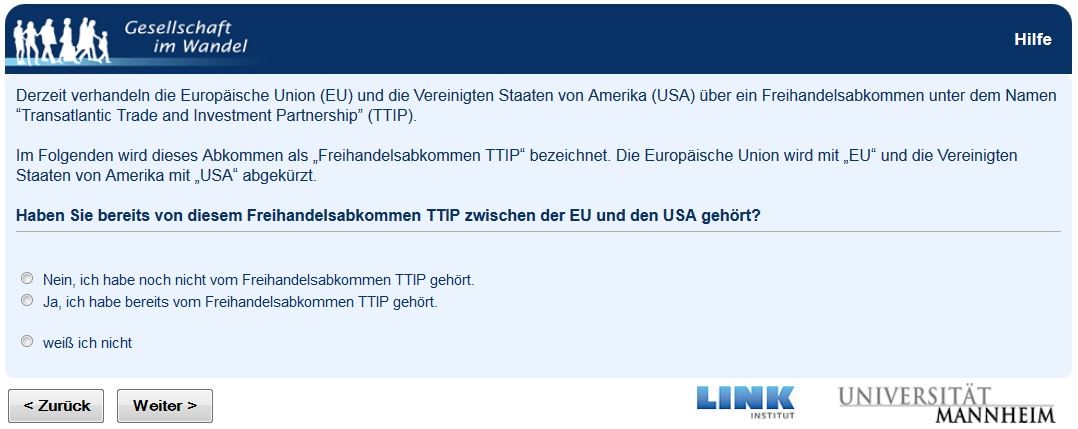 Gesellschaft
im Wandel
Hilfe
Derzeit verhandeln die Europäische Union (EU) und die Vereinigten Staaten von Amerika (USA) über ein Freihandelsabkommen unter dem Namen
“Transatlantic Trade and Investment Partnership” (TTIP).
Im Folgenden wird dieses Abkommen als „Freihandelsabkommen TTIP“ bezeichnet. Die Europäische Union wird mit „EU“ und die Vereinigten
Staaten von Amerika mit „USA“ abgekürzt.
Haben Sie bereits von diesem Freihandelsabkommen TTIP zwischen der EU und den USA gehört?
Nein, ich habe noch nicht vom Freihandelsabkommen TTIP gehört.
Ja, ich habe bereits vom Freihandelsabkommen TTIP gehört.
weiß ich nicht
< Zurück
Weiter >
LINK
INSTITUT
UNIVERSITÄT
MANNHEIM